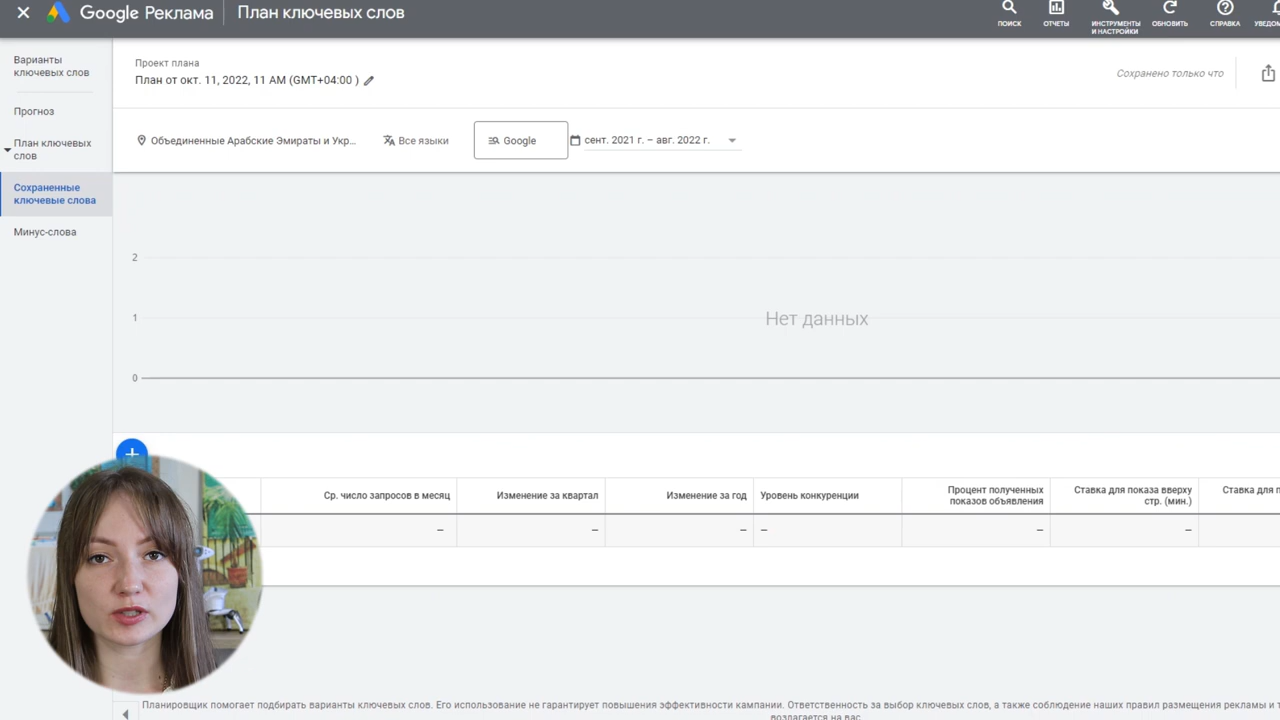 Google Реклама
План ключевых слов
ПОИСК
ОТЧЕТЫ
ИНСТРУМЕНТЫ
И НАСТРОЙКИ
ОБНОВИТЬ
СПРАВКА
Варианты
ключевых слов
Прогноз
План ключевых
слов
Сохраненные
ключевые слова
Минус-слова
Проект плана
План от окт. 11, 2022, 11 AM (GMT+04:00 )
Сохранено только что
Объединенные Арабские Эмираты и Укр...
Все языки
Google
сент. 2021 г. – авг. 2022 г.
2
1
0
Нет данных
Ср. число запросов в месяц
Изменение за квартал
Изменение за год
Уровень конкуренции
Процент полученных
показов объявления
Ставка для показа вверху
стр. (мин.)
Ставка для
– – – – – –
Планировщик помогает подбирать варианты ключевых слов. Его использование не гарантирует повышения эффективности кампании. Ответственность за выбор ключевых слов, а также соблюдение наших правил размещения рекламы и
возлагается на вас